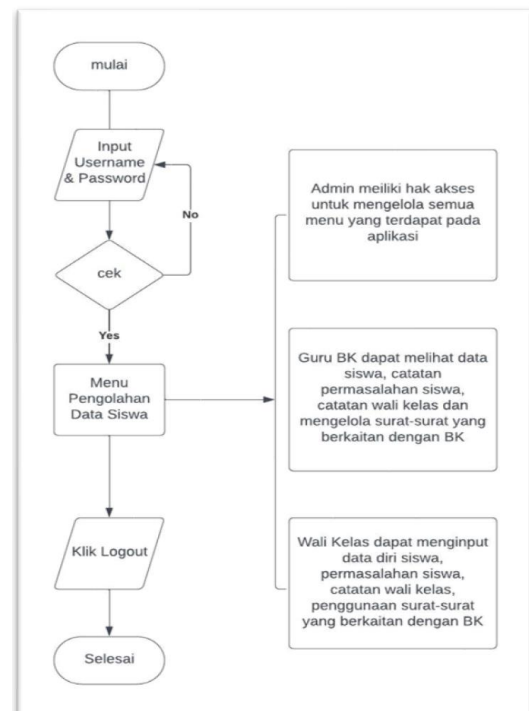 mulai
Input
Username
& Password
No
cek
Yes
Menu
Pengolahan
Data Siswa
Klik Logout
Selesai
Admin meiliki hak akses
untuk mengelola semua
menu yang terdapat pada
aplikasi
Guru BK dapat melihat data
siswa, catatan
permasalahan siswa,
catatan wali kelas dan
mengelola surat-surat yang
berkaitan dengan BK
Wali Kelas dapat menginput
data diri siswa,
permasalahan siswa,
catatan wali kelas,
penggunaan surat-surat
yang berkaitan dengan BK